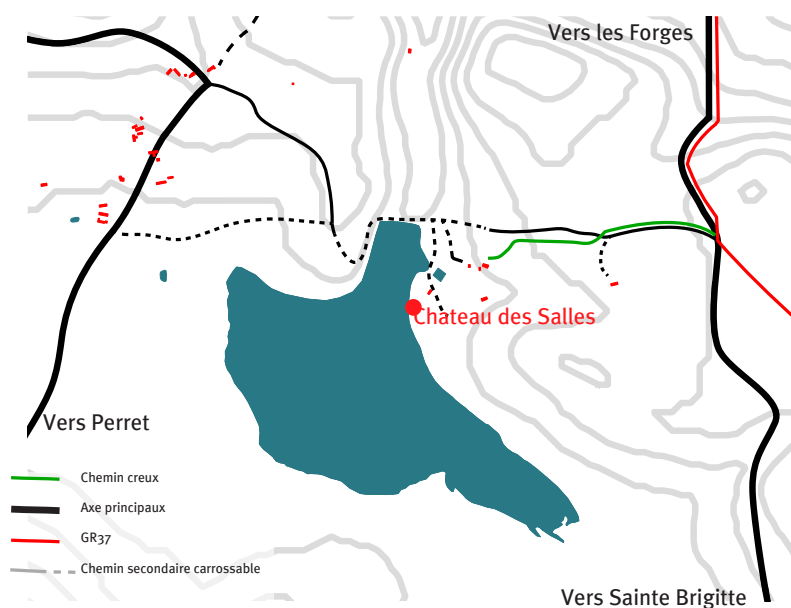 Vers les Forges
Chateau des Salles
Vers Perret
Chemin creux
Axe principaux
GR37
Chemin secondaire carrossable
Vers Sainte Brigitte